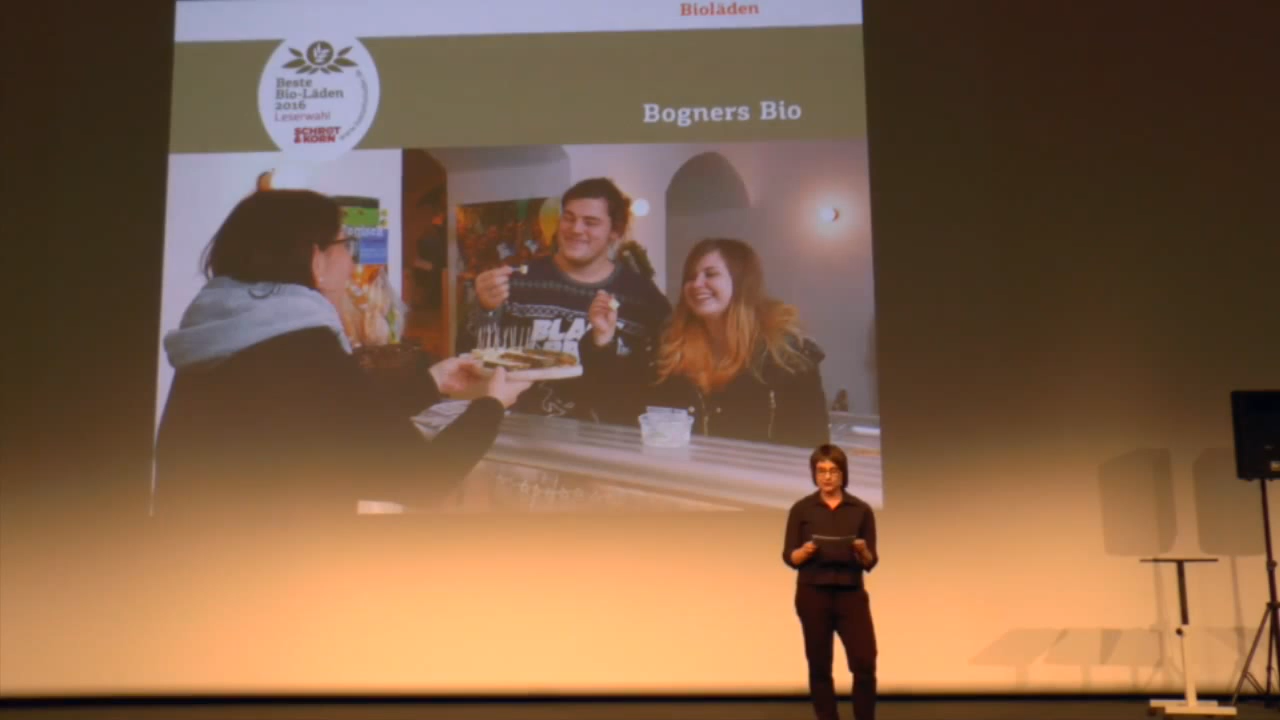 Bioläden
Beste
Bio-Läden
2016
Leserwahl
SCHROT
& KORN
Bogners Bio